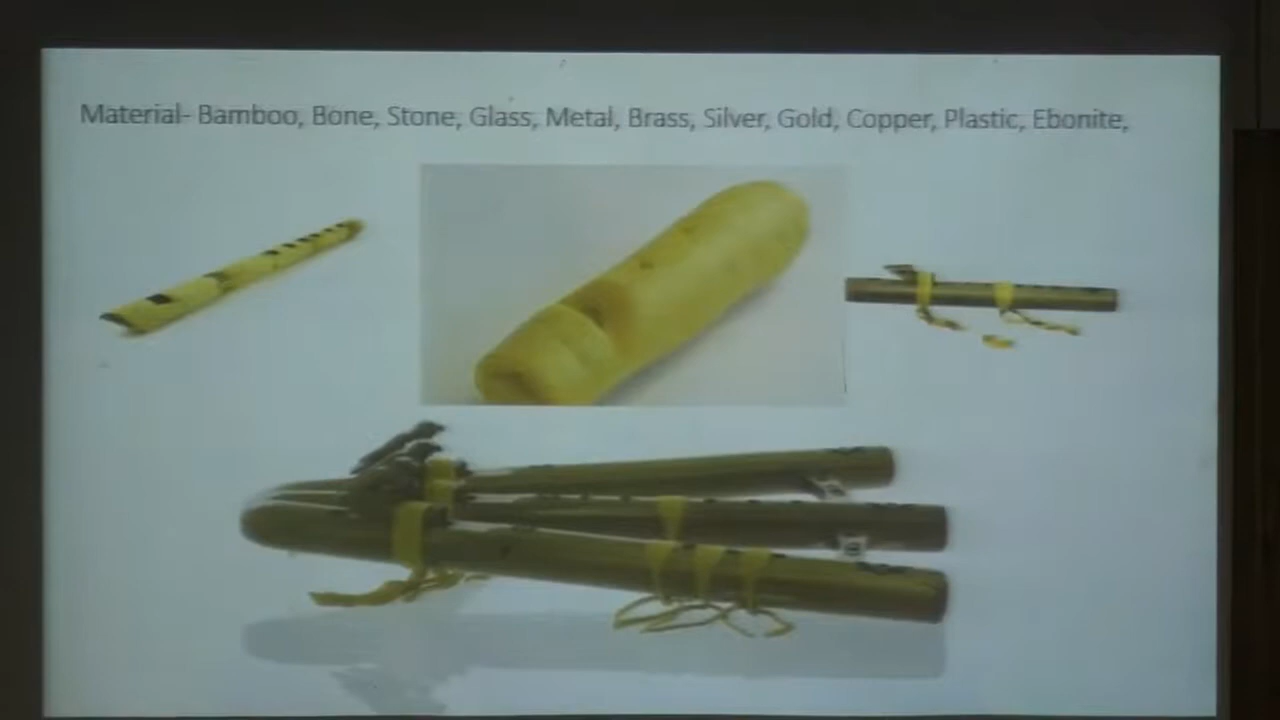 Material- Bamboo, Bone, Stone, Glass, Metal, Brass, Silver, Gold, Copper, Plastic, Ebonite,